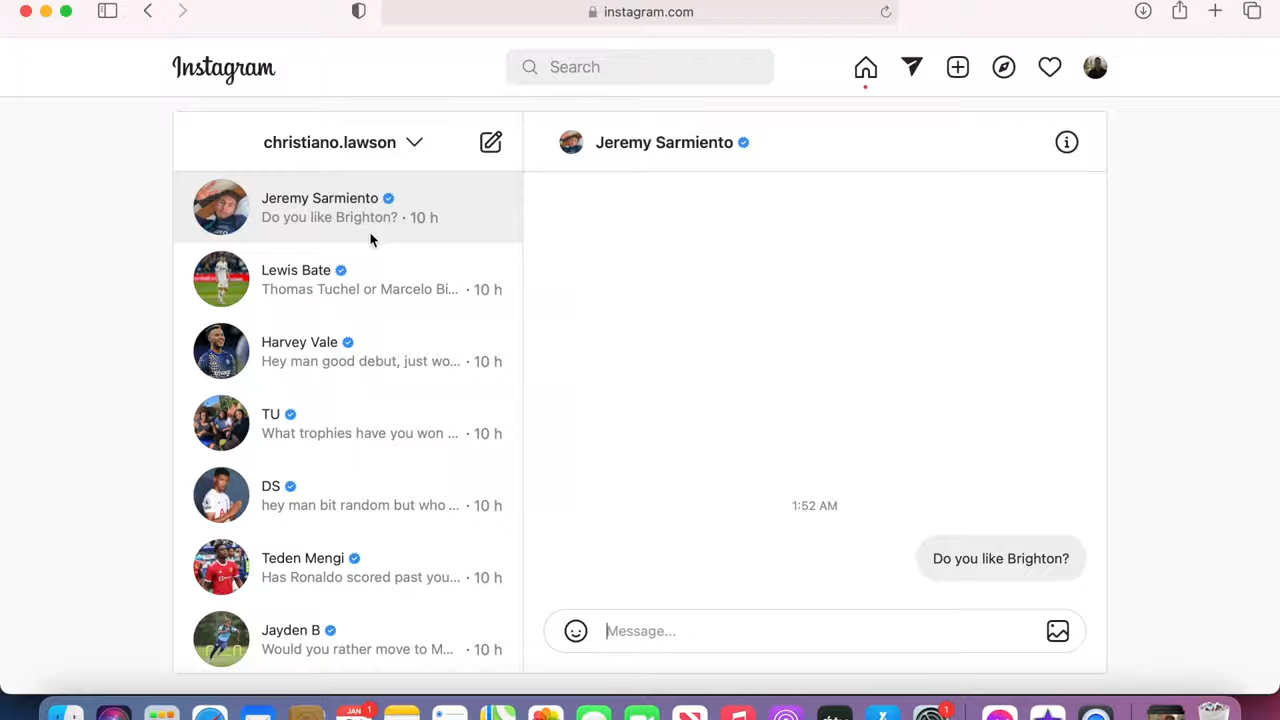 instagram.com
Instagram
Search
christiano.lawson
Jeremy Sarmiento
Jeremy Sarmiento
Do you like Brighton? · 10 h
Lewis Bate
Thomas Tuchel or Marcelo Bi... · 10 h
Harvey Vale
Hey man good debut, just wo... · 10 h
TU
What trophies have you won ... · 10 h
DS
hey man bit random but who ... · 10 h
Teden Mengi
Has Ronaldo scored past you... · 10 h
Jayden B
Would you rather move to M... · 10 h
1:52 AM
Do you like Brighton?
Message...
JAN 1
1